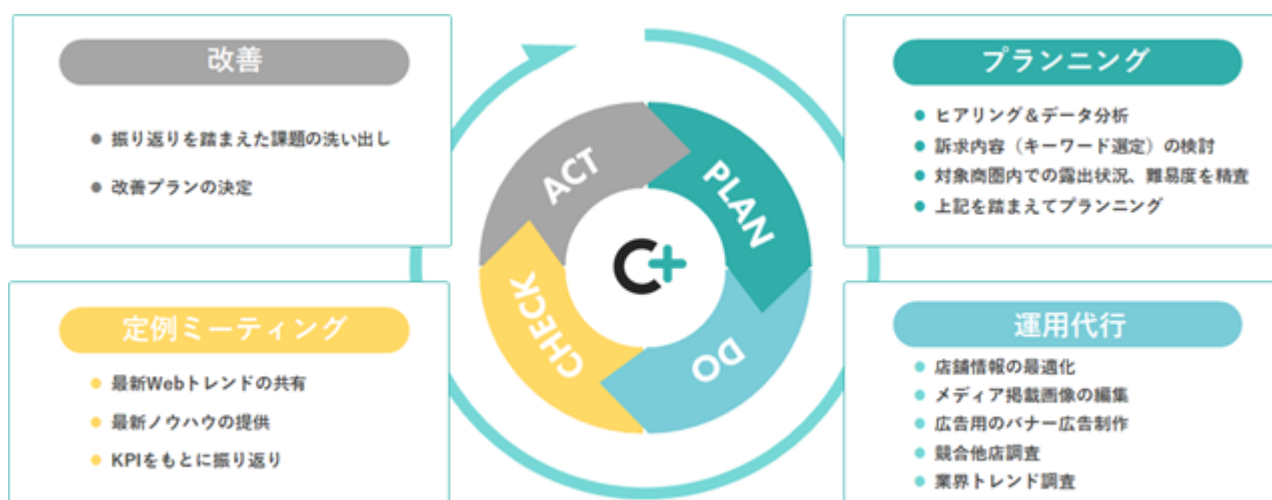 改善
振り返りを踏まえた課題の洗い出し
改善プランの決定
プランニング
ヒアリング＆データ分析
訴求内容（キーワード選定）の検討
対象商圏内での露出状況、難易度を精査
上記を踏まえてプランニング
ACT
PLAN
CHECK
DO
C+
定例ミーティング
最新Webトレンドの共有
最新ノウハウの提供
KPIをもとに振り返り
運用代行
店舗情報の最適化
メディア掲載画像の編集
広告用のバナー広告制作
競合他店調査
業界トレンド調査